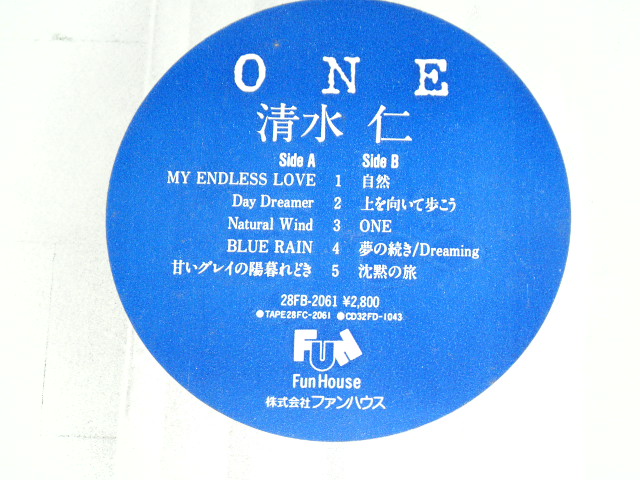 O N E
清水 仁
Side A Side B
MY ENDLESS LOVE 1 自然
Day Dreamer 2 上を向いて歩こう
Natural Wind 3 ONE
BLUE RAIN 4 夢の続き/Dreaming
甘いグレイの陽暮れどき 5 沈黙の旅
28FB-2061 ¥2,800
●TAPE28FC-2061 ●CD32FD-1043
Fun
Fun House
株式会社ファンハウス